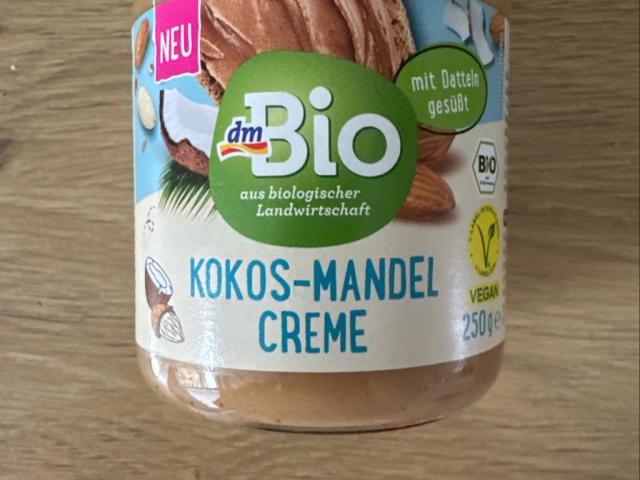 NEU
mit Datteln
gesüßt
dm
Bio
aus biologischer
Landwirtschaft
BIO
VEGAN
KOKOS-MANDEL
CREME
250g e